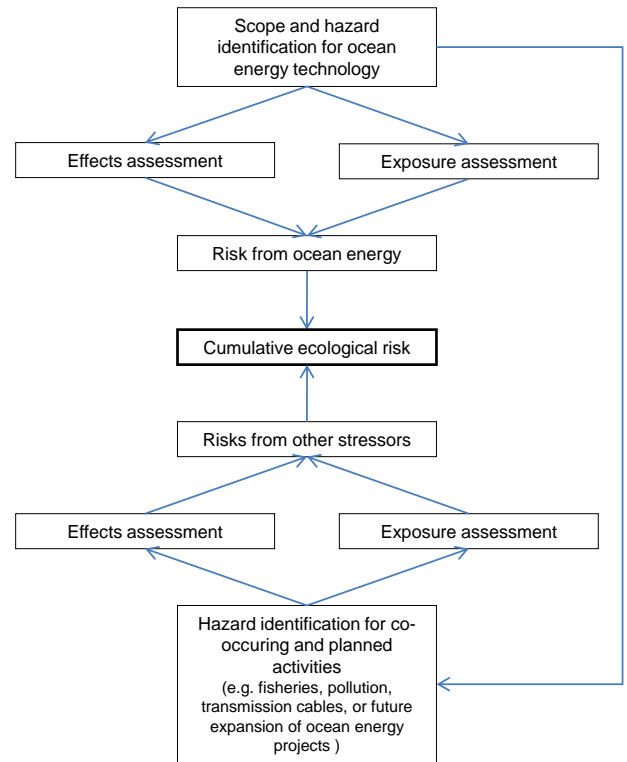 Scope and hazard
identification for ocean
energy technology
Effects assessment
Exposure assessment
Risk from ocean energy
Cumulative ecological risk
Risks from other stressors
Effects assessment
Exposure assessment
Hazard identification for co-
occuring and planned
activities
(e.g. fisheries, pollution,
transmission cables, or future
expansion of ocean energy
projects )